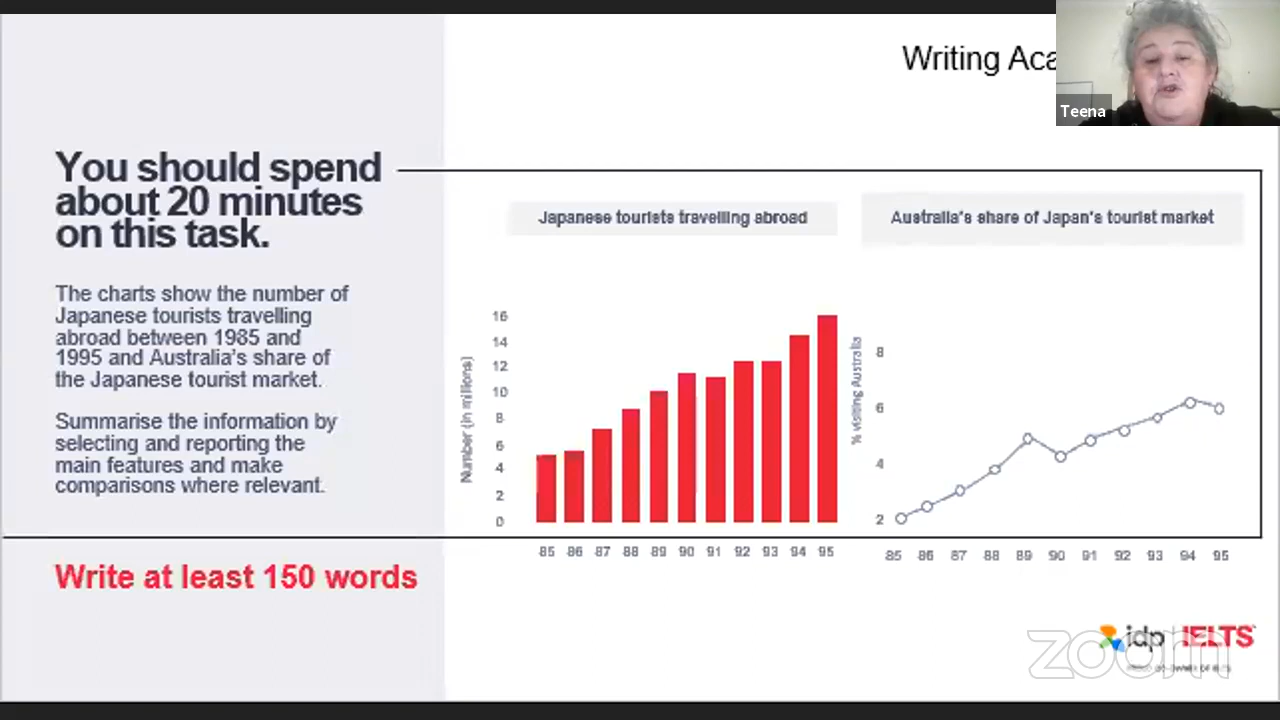 Writing Aca
Teena
You should spend
about 20 minutes
on this task.
The charts show the number of
Japanese tourists travelling
abroad between 1985 and
1995 and Australia's share of
the Japanese tourist market.
Summarise the information by
selecting and reporting the
main features and make
comparisons where relevant.
Write at least 150 words
Japanese tourists travelling abroad
Number (in millions)
16
14
12
10
8
6
4
2
0
85 86 87 88 89 90 91 92 93 94 95
Australia's share of Japan's tourist market
% visiting Australia
8
6
4
2
85 86 87 88 89 90 91 92 93 94 95
idp IELTS
zoom